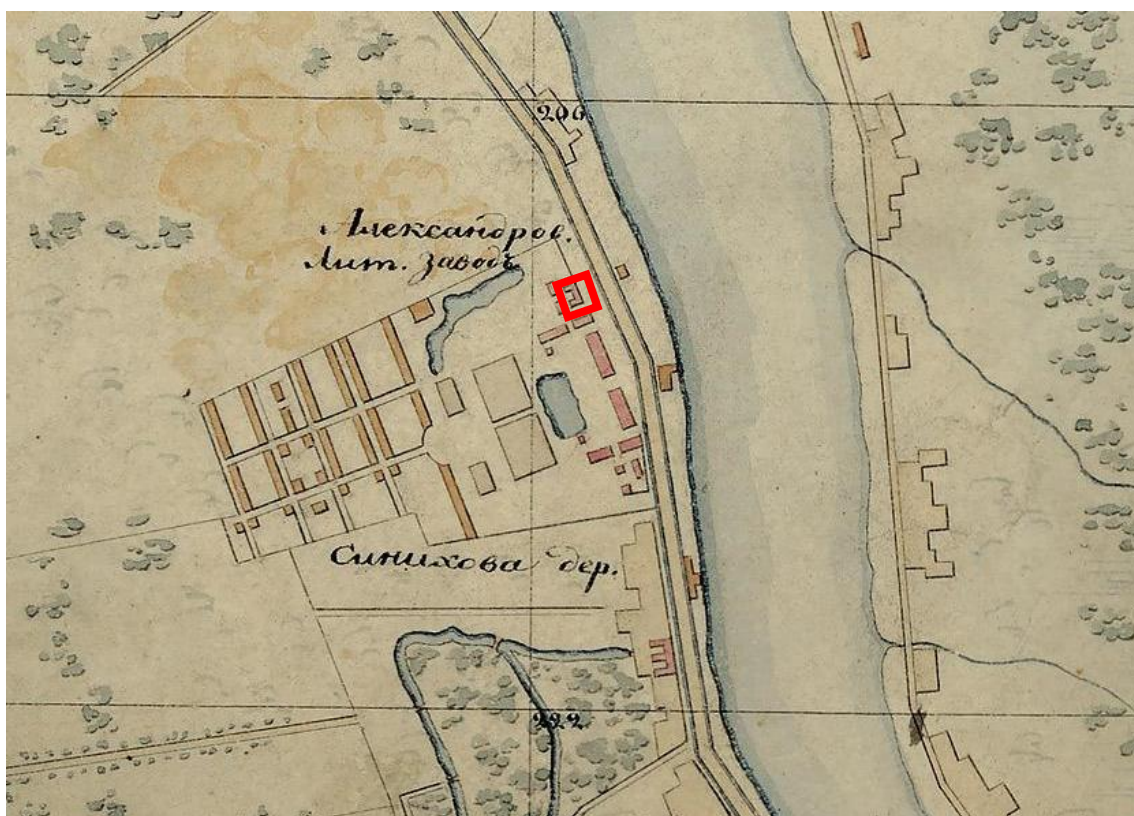 206
Александров.
Лит. заводъ
Синихова дер.
222